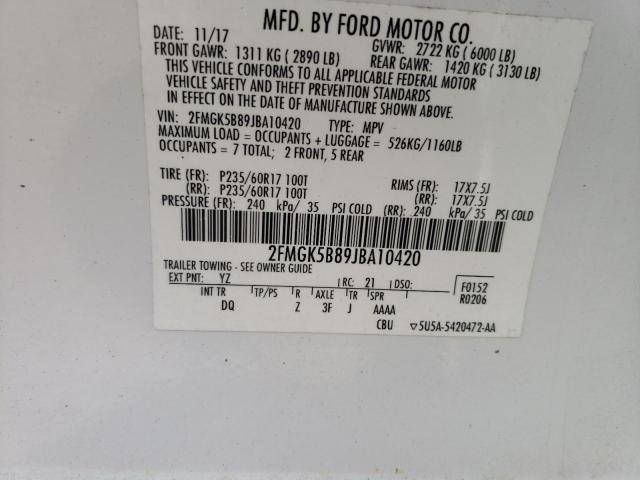 MFD. BY FORD MOTOR CO.
DATE: 11/17 GVWR: 2722 KG ( 6000 LB)
FRONT GAWR: 1311 KG ( 2890 LB) REAR GAWR: 1420 KG ( 3130 LB)
THIS VEHICLE CONFORMS TO ALL APPLICABLE FEDERAL MOTOR
VEHICLE SAFETY AND THEFT PREVENTION STANDARDS
IN EFFECT ON THE DATE OF MANUFACTURE SHOWN ABOVE.
VIN: 2FMGK5B89JBA10420 TYPE: MPV
MAXIMUM LOAD = OCCUPANTS + LUGGAGE = 526KG/1160LB
OCCUPANTS = 7 TOTAL; 2 FRONT, 5 REAR
TIRE (FR): P235/60R17 100T RIMS (FR): 17X7.5J
(RR): P235/60R17 100T (RR): 17X7.5J
PRESSURE (FR): 240 kPa/ 35 PSI COLD (RR): 240 kPa/ 35 PSI COLD
2FMGK5B89JBA10420
TRAILER TOWING - SEE OWNER GUIDE
EXT PNT: YZ RC: 21 DSO: F0152
INT TR TP/PS R AXLE TR SPR R0206
DQ Z 3F J AAAA
CBU ▽5U5A-5420472-AA